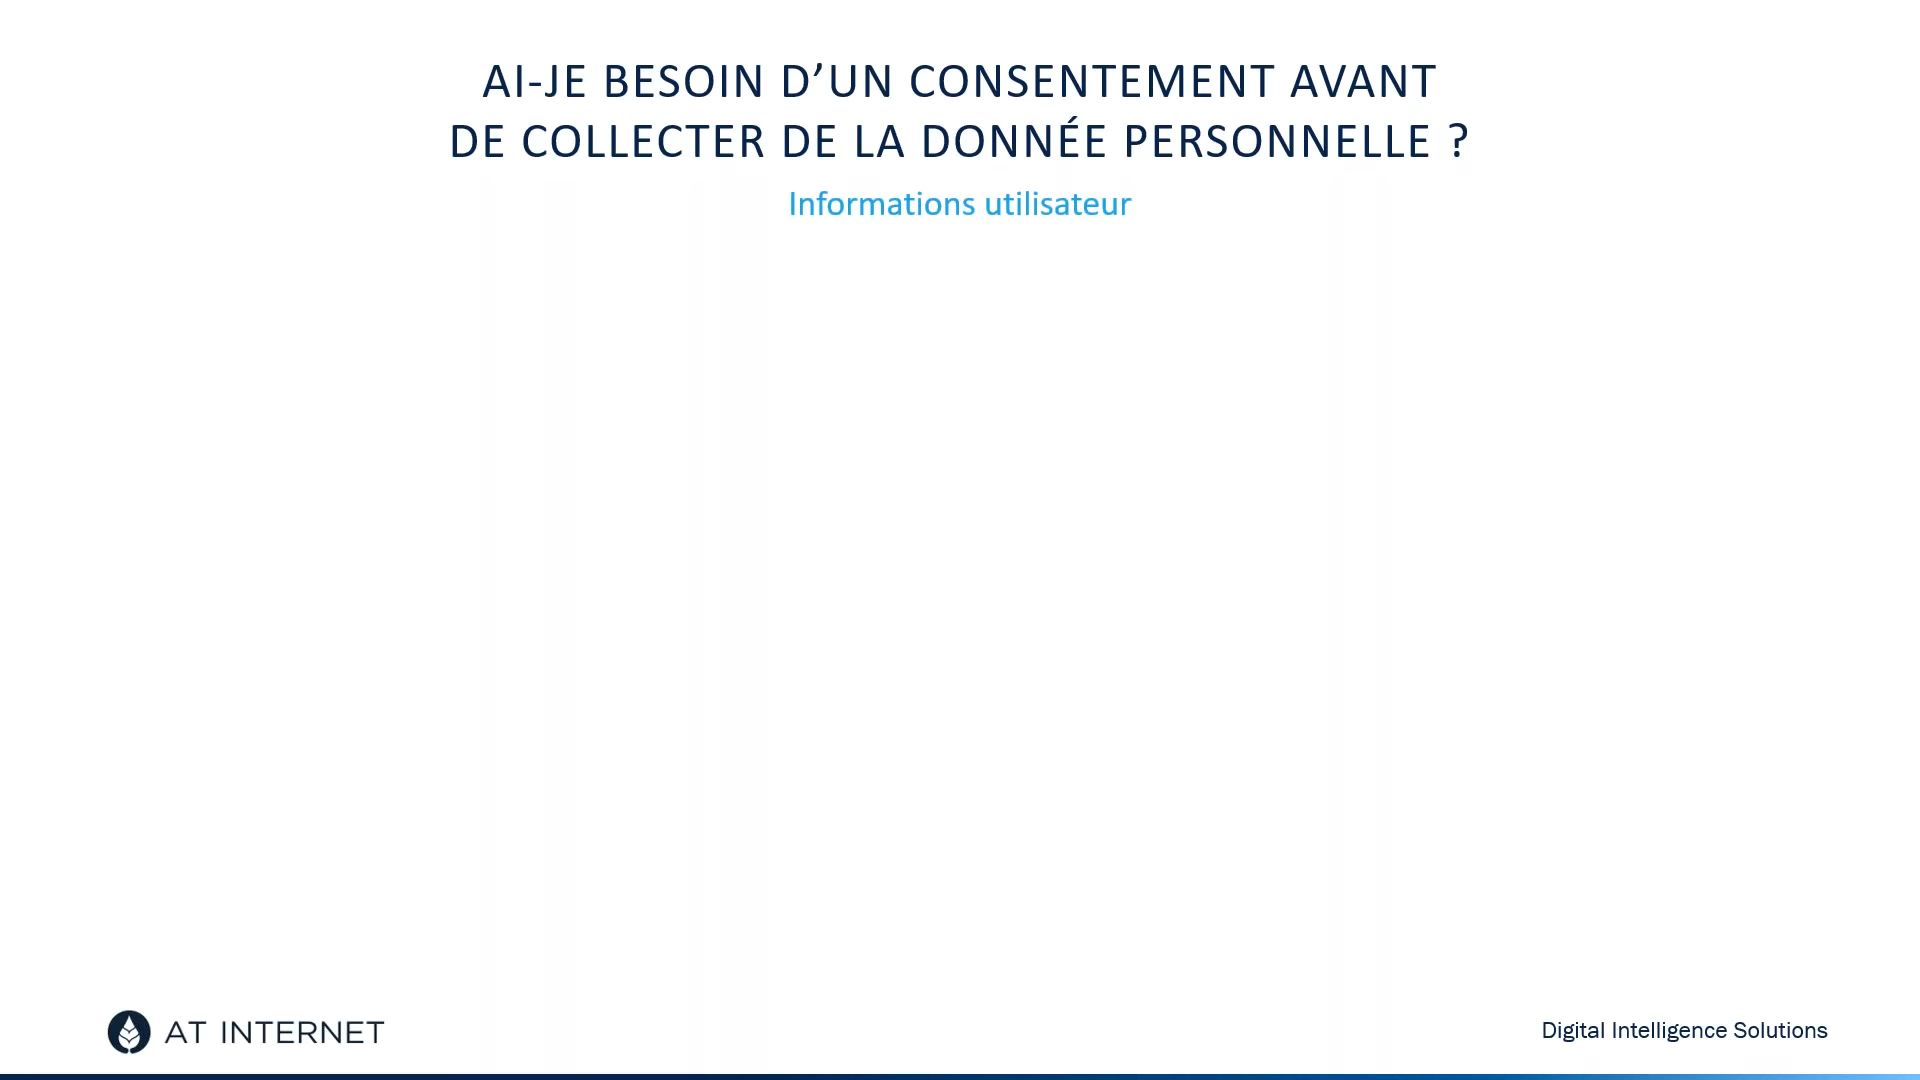 AI-JE BESOIN D’UN CONSENTEMENT AVANT
DE COLLECTER DE LA DONNÉE PERSONNELLE ?
Informations utilisateur
AT INTERNET
Digital Intelligence Solutions